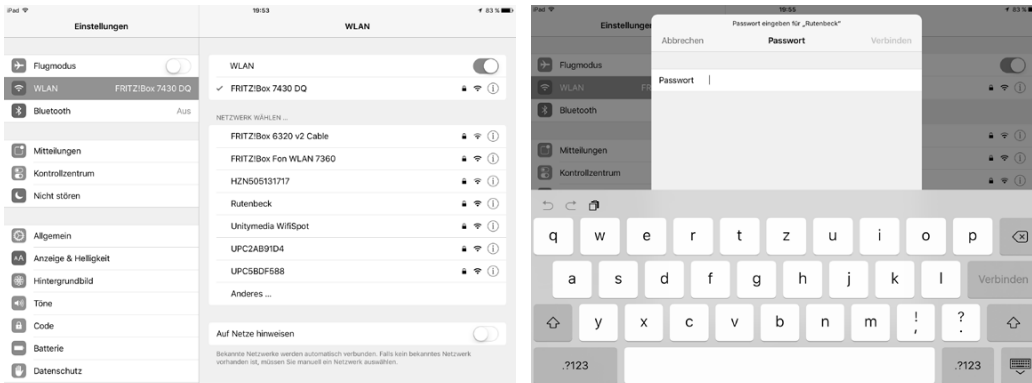 iPad 19:53 83 %
Einstellungen
Flugmodus
WLAN FRITZ!Box 7430 DQ
Bluetooth Aus
Mitteilungen
Kontrollzentrum
Nicht stören
Allgemein
Anzeige & Helligkeit
Hintergrundbild
Töne
Code
Batterie
Datenschutz
WLAN
WLAN
FRITZ!Box 7430 DQ
NETZWERK WÄHLEN ...
FRITZ!Box 6320 v2 Cable
FRITZ!Box Fon WLAN 7360
HZN505131717
Rutenbeck
Unitymedia WifiSpot
UPC2AB91D4
UPC5BDF588
Anderes ...
Auf Netze hinweisen
Bekannte Netzwerke werden automatisch verbunden. Falls kein bekanntes Netzwerk
vorhanden ist, müssen Sie manuell ein Netzwerk auswählen.
iPad 19:55 83 %
Einstellungen
Flugmodus
WLAN FR
Bluetooth
Mitteilungen
Kontrollzentrum
Passwort eingeben für „Rutenbeck“
Abbrechen Passwort Verbinden
Passwort
q w e r t z u i o p
a s d f g h j k l Verbinden
y x c v b n m ! , ? .
.?123 .?123